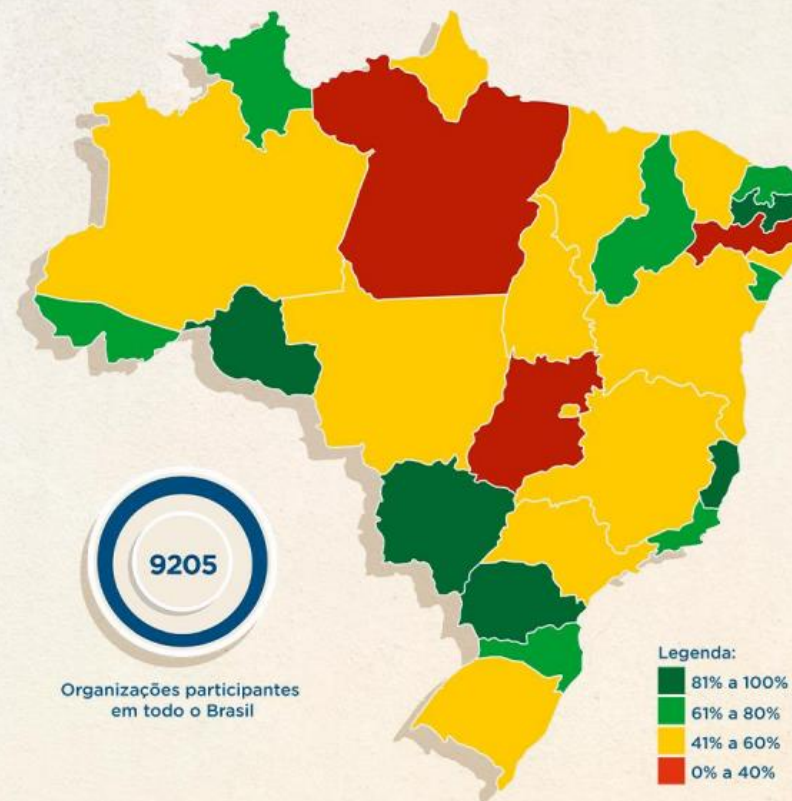 9205
Organizações participantes
em todo o Brasil
Legenda:
81% a 100%
61% a 80%
41% a 60%
0% a 40%